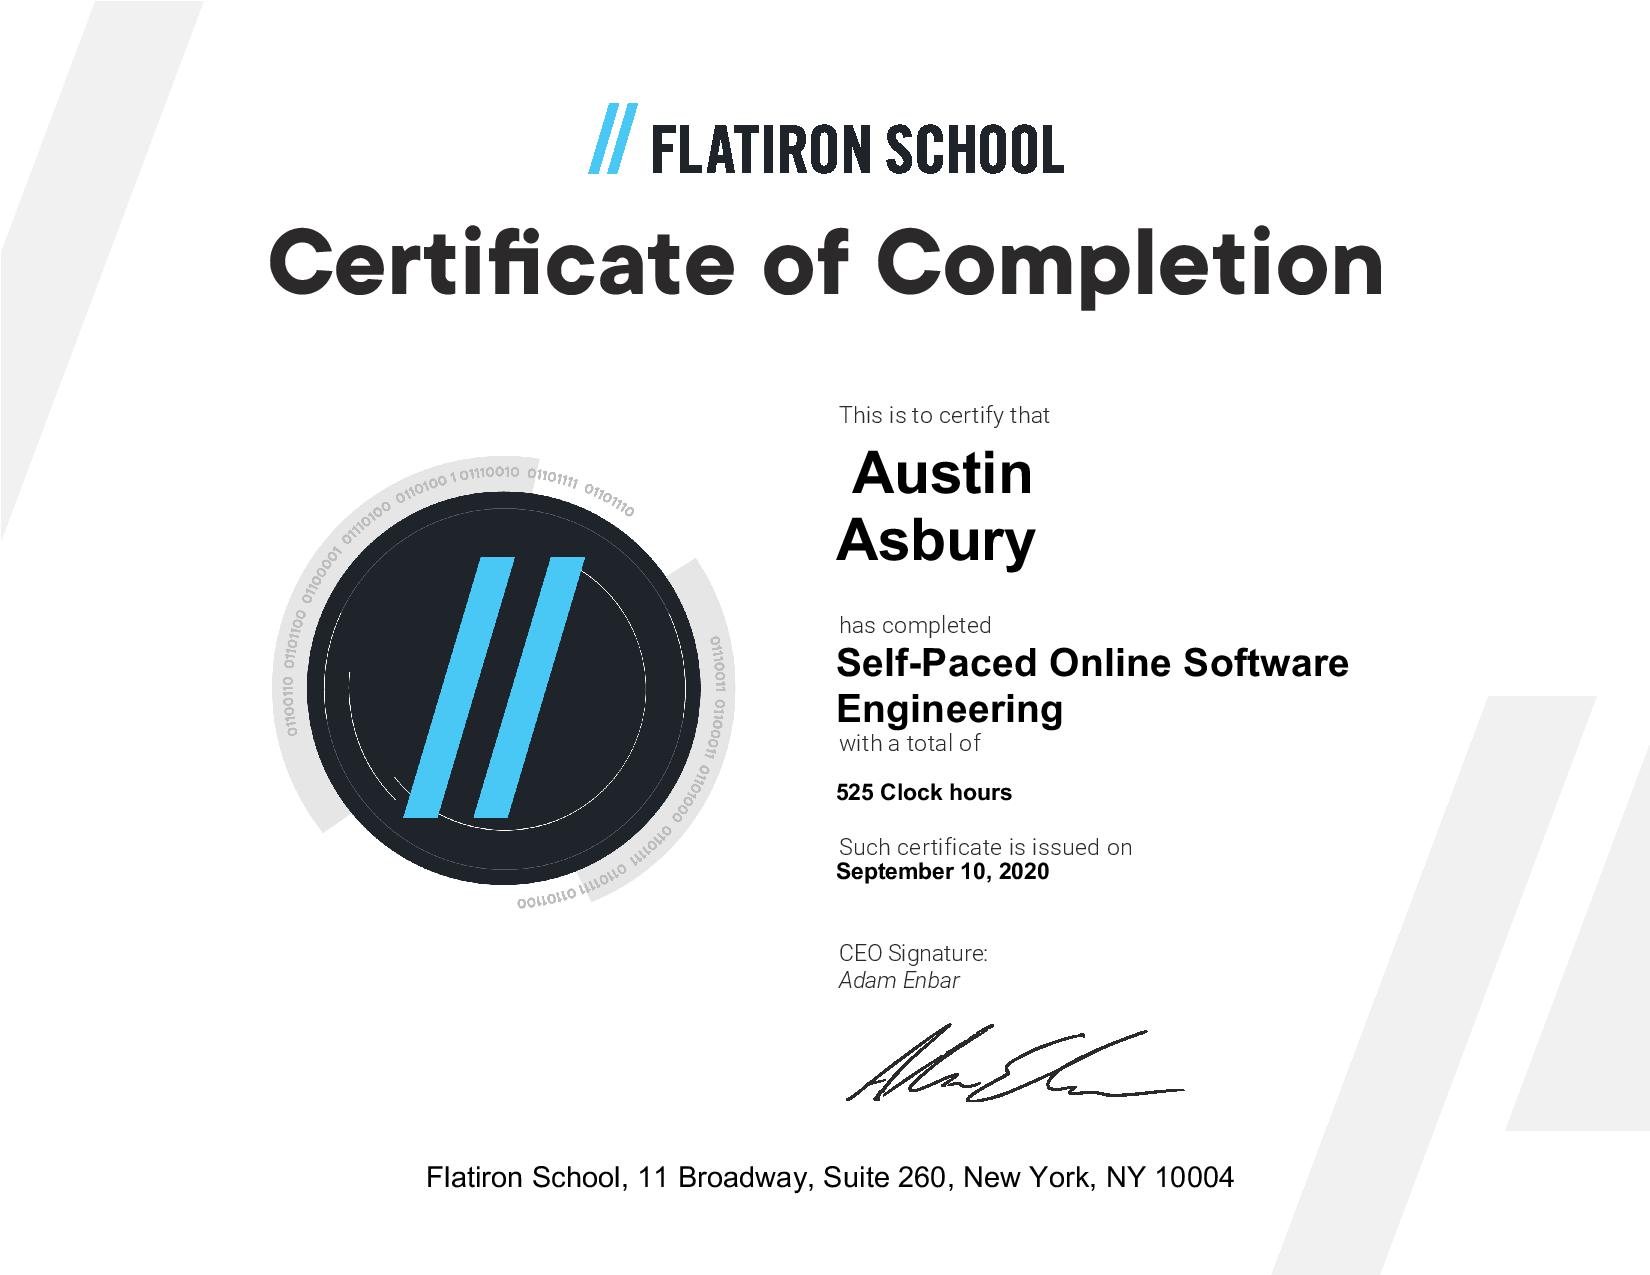 FLATIRON SCHOOL
Certificate of Completion
This is to certify that
Austin
Asbury
has completed
Self-Paced Online Software
Engineering
with a total of
525 Clock hours
Such certificate is issued on
September 10, 2020
CEO Signature:
Adam Enbar
01100110 01101100 01100001 01110100 0110100 1 01110010 01101111 01101110
01110011 01100011 01101000 01101111 01101111 01101100
Flatiron School, 11 Broadway, Suite 260, New York, NY 10004